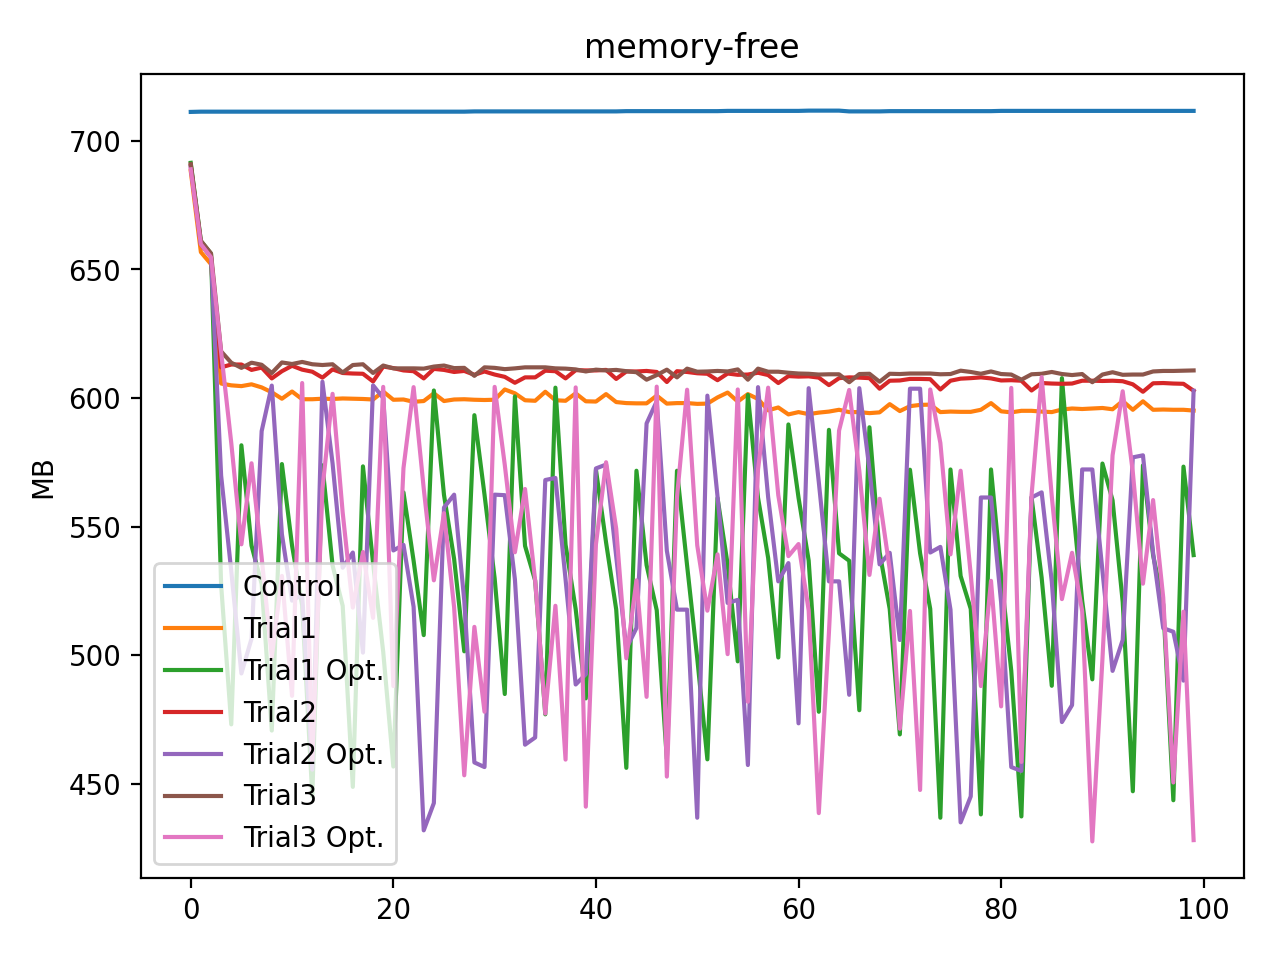 memory-free
MB
700
650
600
550
500
450
Control
Trial1
Trial1 Opt.
Trial2
Trial2 Opt.
Trial3
Trial3 Opt.
0 20 40 60 80 100